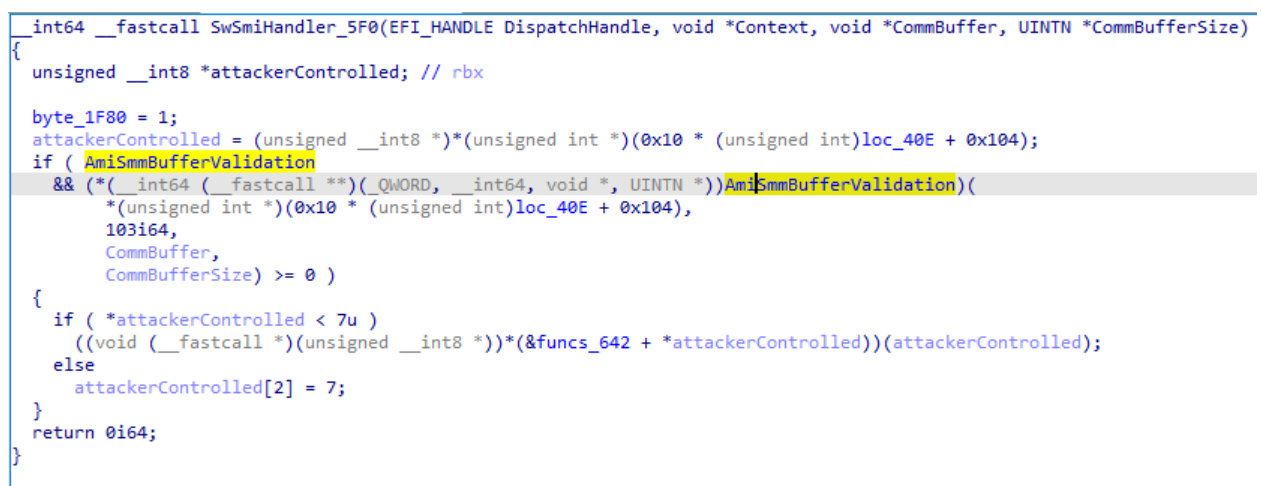 __int64 __fastcall SwSmiHandler_5F0(EFI_HANDLE DispatchHandle, void *Context, void *CommBuffer, UINTN *CommBufferSize)
{
  unsigned __int8 *attackerControlled; // rbx
  byte_1F80 = 1;
  attackerControlled = (unsigned __int8 *)*(unsigned int *)(0x10 * (unsigned int)loc_40E + 0x104);
  if ( AmiSmmBufferValidation
    && (*(__int64 (__fastcall **)(_QWORD, __int64, void *, UINTN *))AmiSmmBufferValidation)(
         *(unsigned int *)(0x10 * (unsigned int)loc_40E + 0x104),
         103i64,
         CommBuffer,
         CommBufferSize) >= 0 )
  {
    if ( *attackerControlled < 7u )
      ((void (__fastcall *)(unsigned __int8 *))*(&funcs_642 + *attackerControlled))(attackerControlled);
    else
      attackerControlled[2] = 7;
  }
  return 0i64;
}